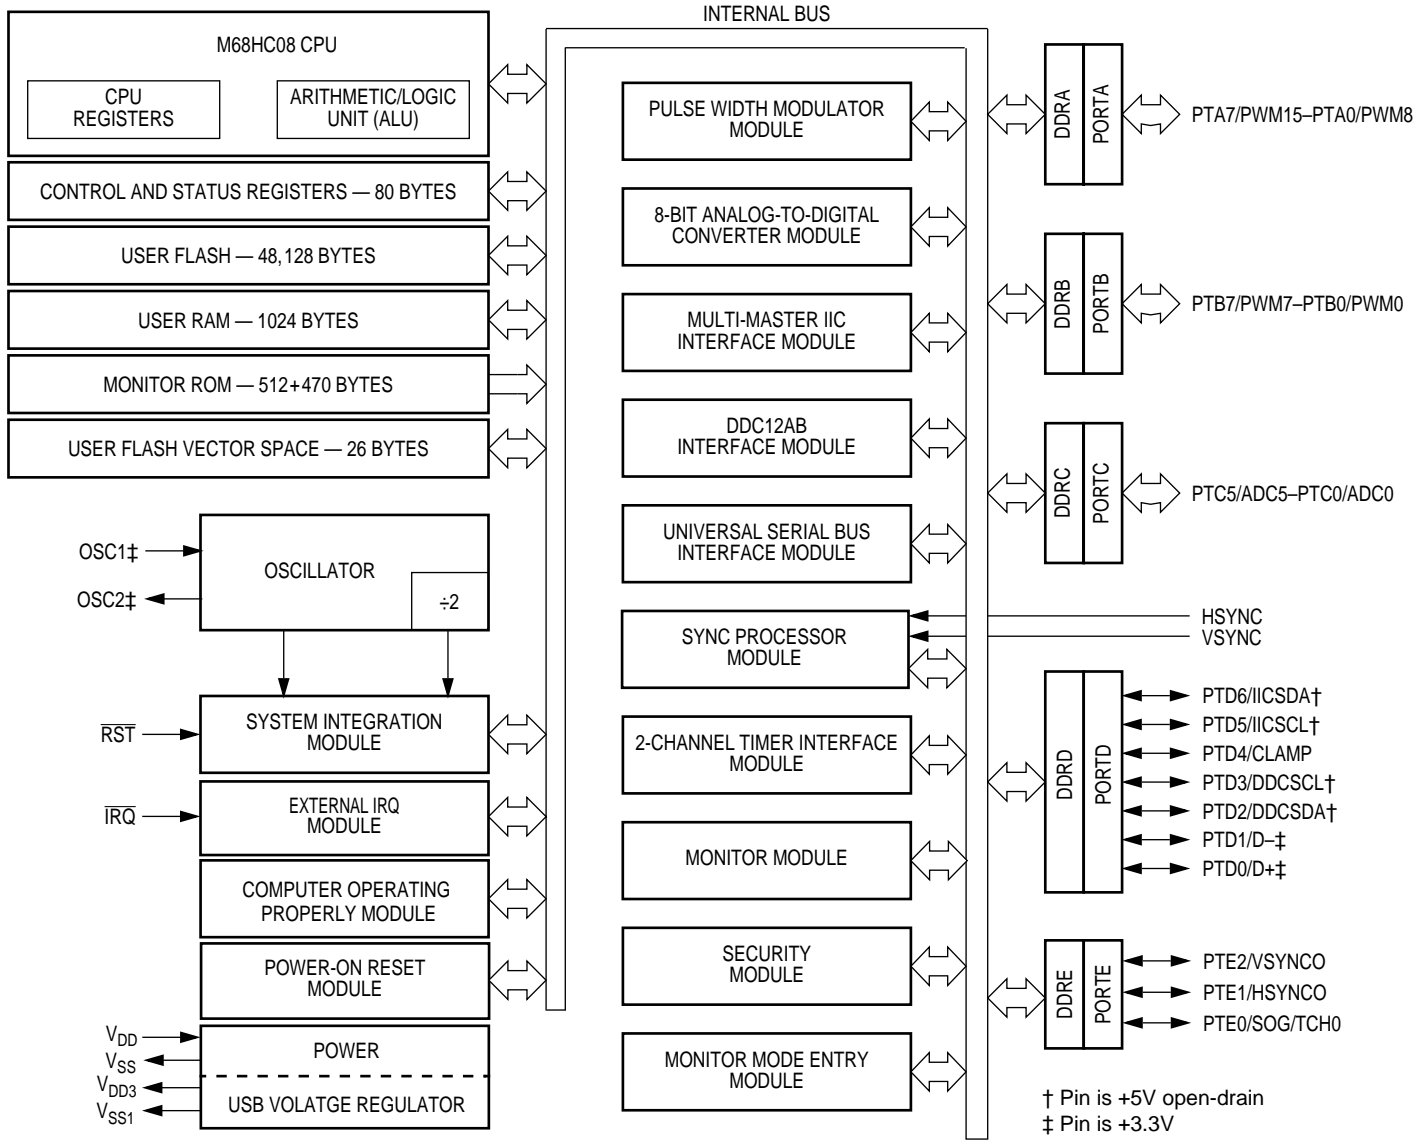 INTERNAL BUS
M68HC08 CPU
CPU
REGISTERS
ARITHMETIC/LOGIC
UNIT (ALU)
CONTROL AND STATUS REGISTERS — 80 BYTES
USER FLASH — 48,128 BYTES
USER RAM — 1024 BYTES
MONITOR ROM — 512+470 BYTES
USER FLASH VECTOR SPACE — 26 BYTES
OSC1‡
OSC2‡
OSCILLATOR
÷2
RST
SYSTEM INTEGRATION
MODULE
IRQ
EXTERNAL IRQ
MODULE
COMPUTER OPERATING
PROPERLY MODULE
POWER-ON RESET
MODULE
VDD
VSS
VDD3
VSS1
POWER
USB VOLATGE REGULATOR
PULSE WIDTH MODULATOR
MODULE
8-BIT ANALOG-TO-DIGITAL
CONVERTER MODULE
MULTI-MASTER IIC
INTERFACE MODULE
DDC12AB
INTERFACE MODULE
UNIVERSAL SERIAL BUS
INTERFACE MODULE
SYNC PROCESSOR
MODULE
2-CHANNEL TIMER INTERFACE
MODULE
MONITOR MODULE
SECURITY
MODULE
MONITOR MODE ENTRY
MODULE
DDRA
PORTA
PTA7/PWM15–PTA0/PWM8
DDRB
PORTB
PTB7/PWM7–PTB0/PWM0
DDRC
PORTC
PTC5/ADC5–PTC0/ADC0
HSYNC
VSYNC
DDRD
PORTD
PTD6/IICSDA†
PTD5/IICSCL†
PTD4/CLAMP
PTD3/DDCSCL†
PTD2/DDCSDA†
PTD1/D–‡
PTD0/D+‡
DDRE
PORTE
PTE2/VSYNCO
PTE1/HSYNCO
PTE0/SOG/TCH0
† Pin is +5V open-drain
‡ Pin is +3.3V